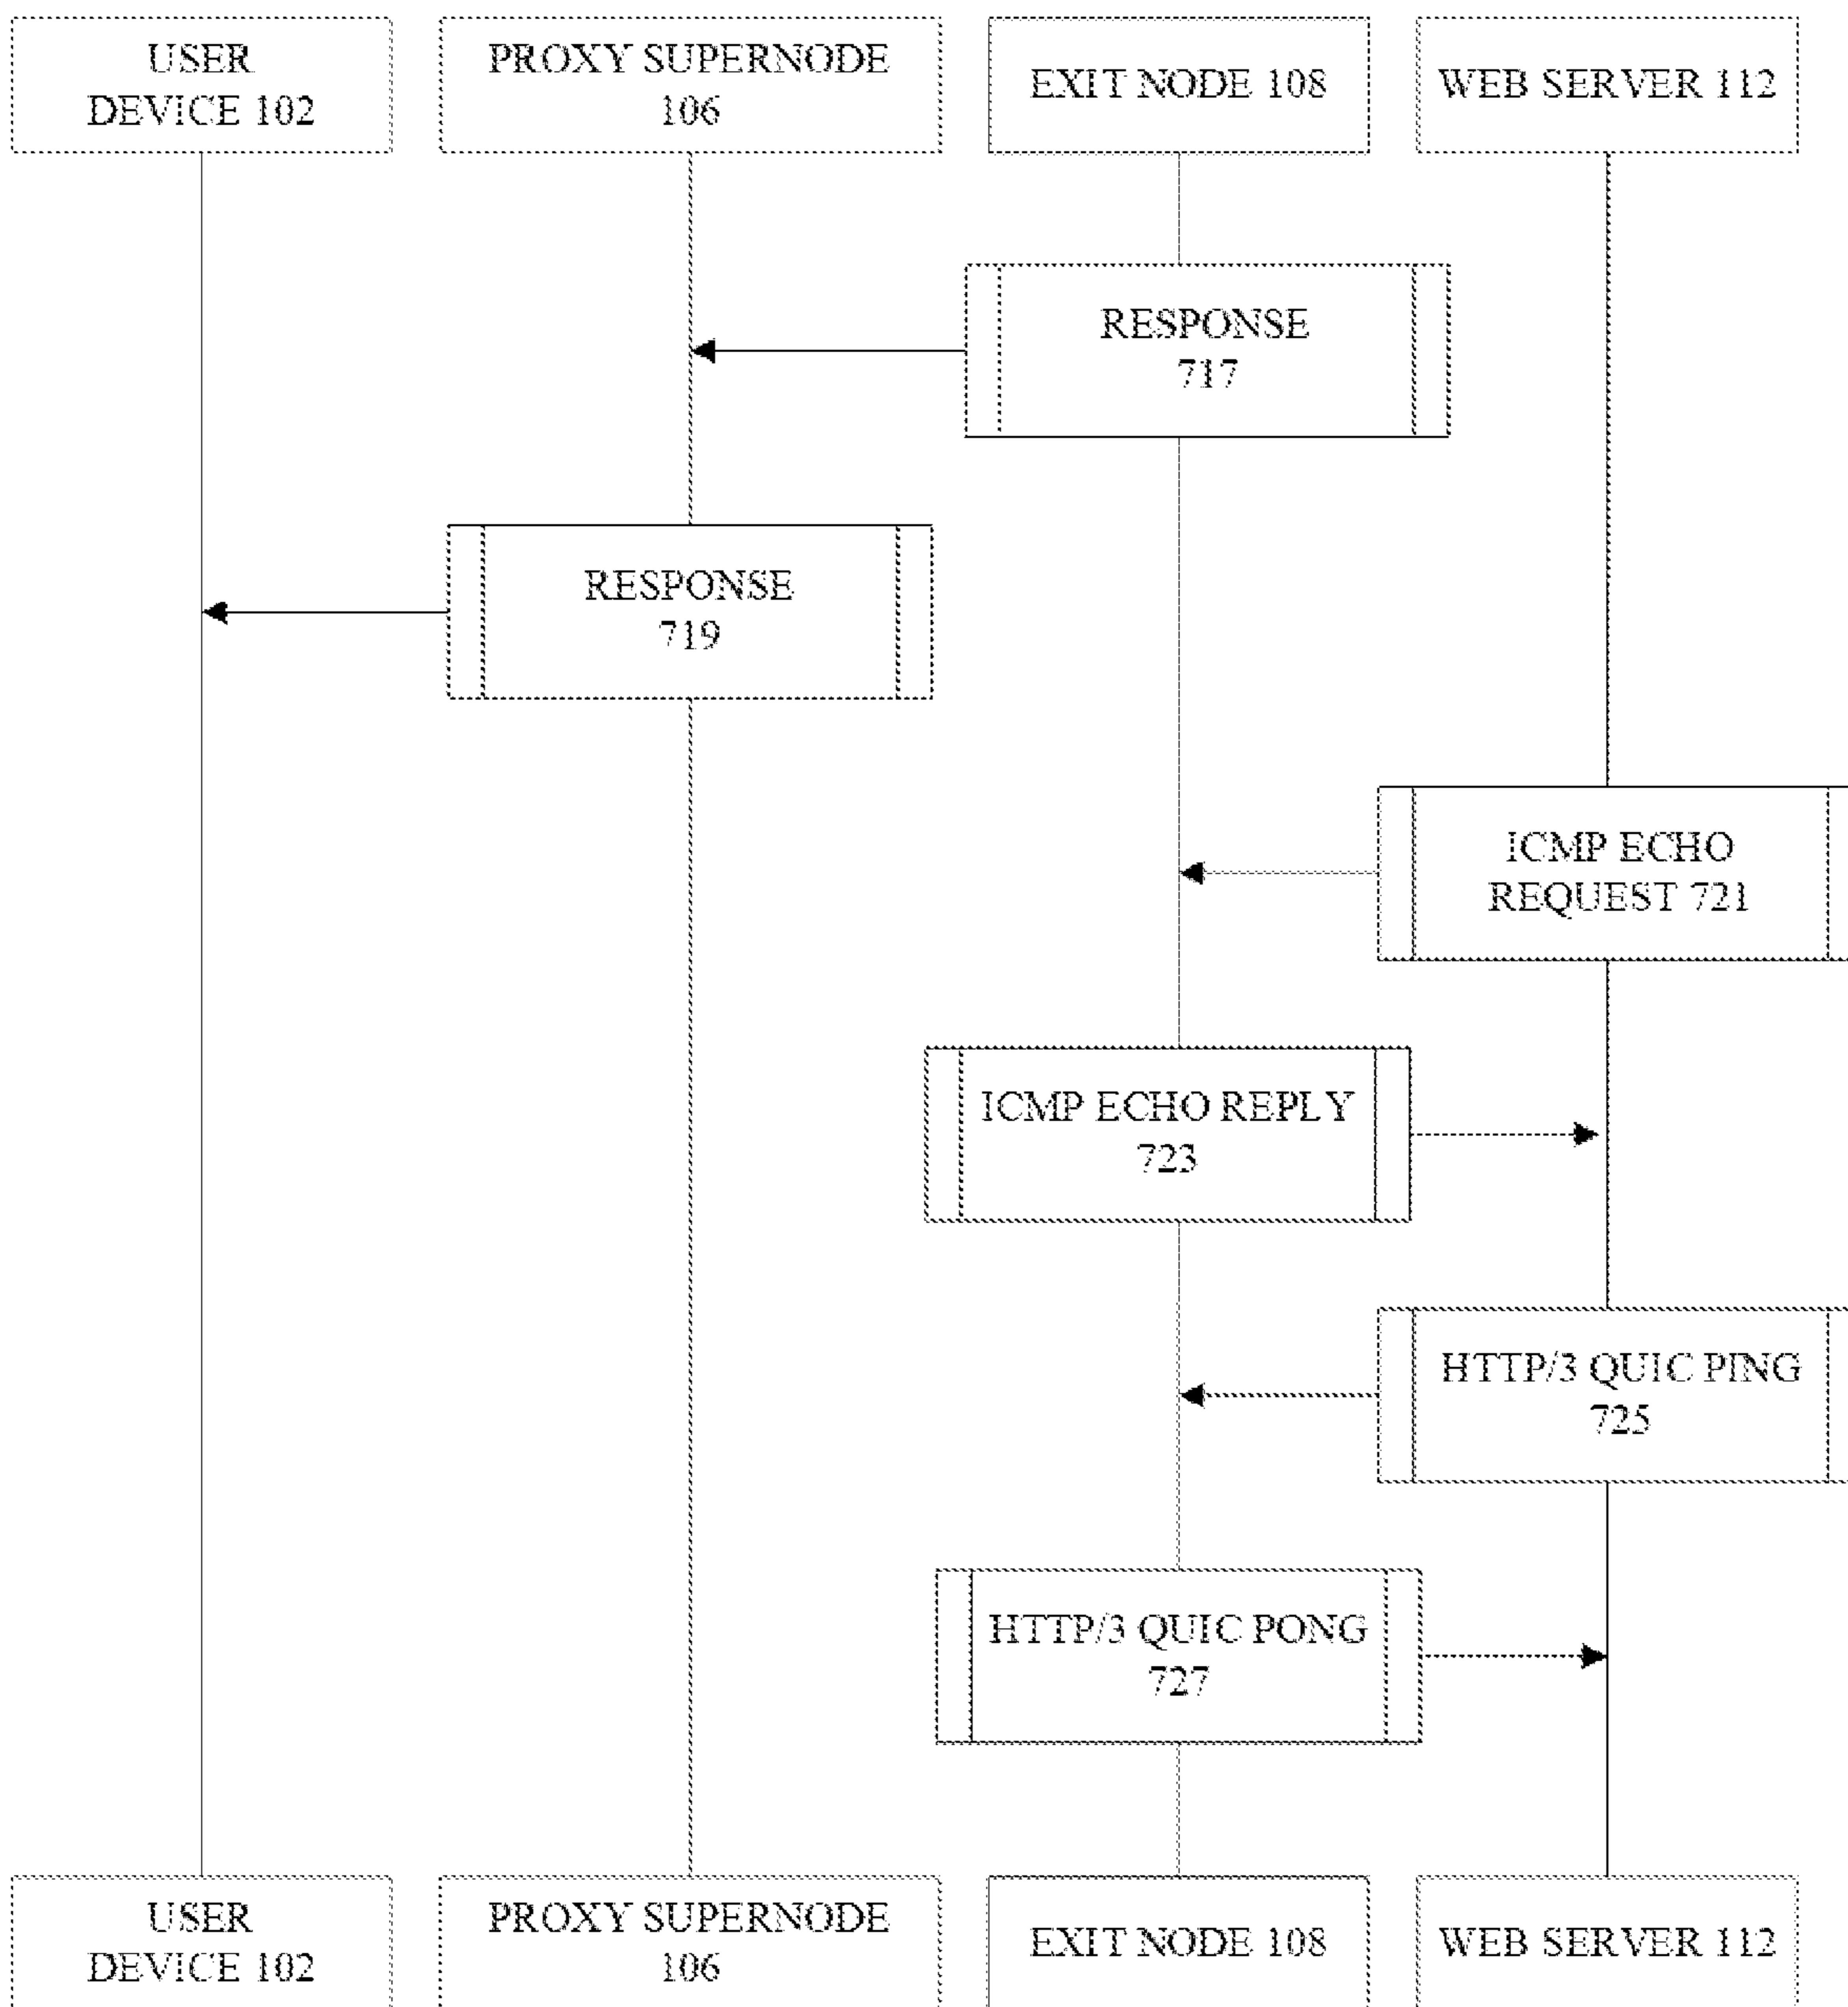 USER
DEVICE 102
PROXY SUPERNODE
106
EXIT NODE 108
WEB SERVER 112
RESPONSE
717
RESPONSE
719
ICMP ECHO
REQUEST 721
ICMP ECHO REPLY
723
HTTP/3 QUIC PING
725
HTTP/3 QUIC PONG
727
USER
DEVICE 102
PROXY SUPERNODE
106
EXIT NODE 108
WEB SERVER 112